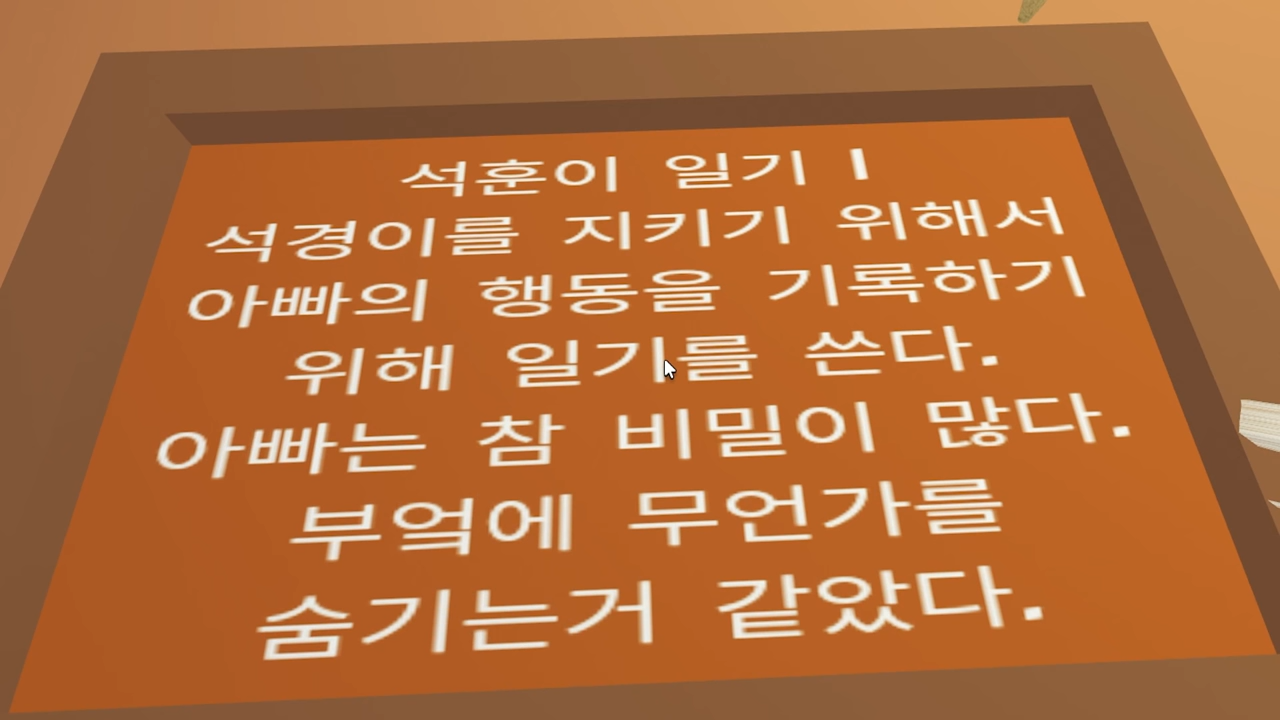 석훈이 일기 1
석경이를 지키기 위해서
아빠의 행동을 기록하기
위해 일기를 쓴다.
아빠는 참 비밀이 많다.
부엌에 무언가를
숨기는거 같았다.